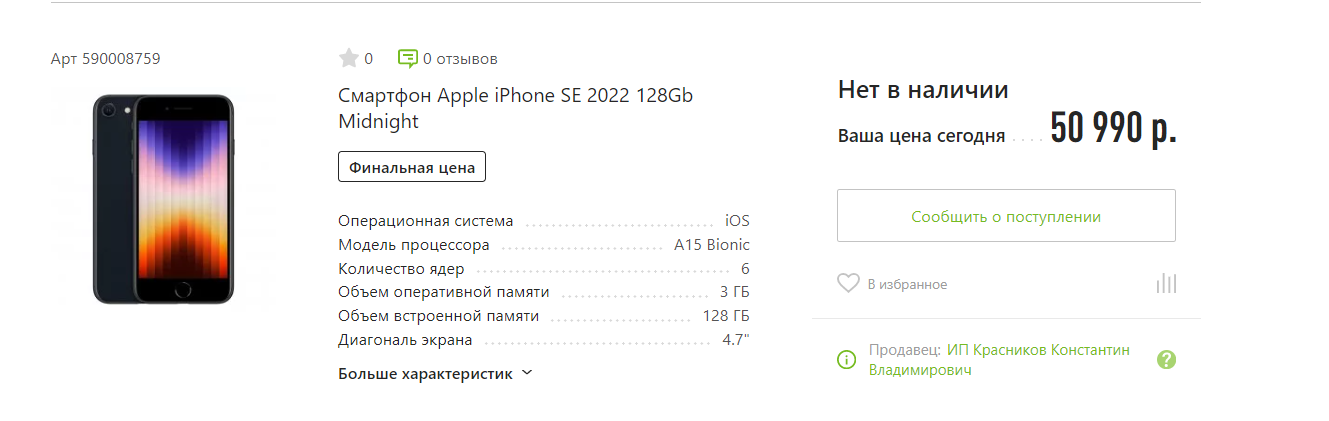 Арт 590008759
0
0 отзывов
Смартфон Apple iPhone SE 2022 128Gb
Midnight
Финальная цена
Операционная система iOS
Модель процессора A15 Bionic
Количество ядер 6
Объем оперативной памяти 3 ГБ
Объем встроенной памяти 128 ГБ
Диагональ экрана 4.7"
Больше характеристик
Нет в наличии
Ваша цена сегодня 50 990 р.
Сообщить о поступлении
В избранное
Продавец: ИП Красников Константин
Владимирович
?